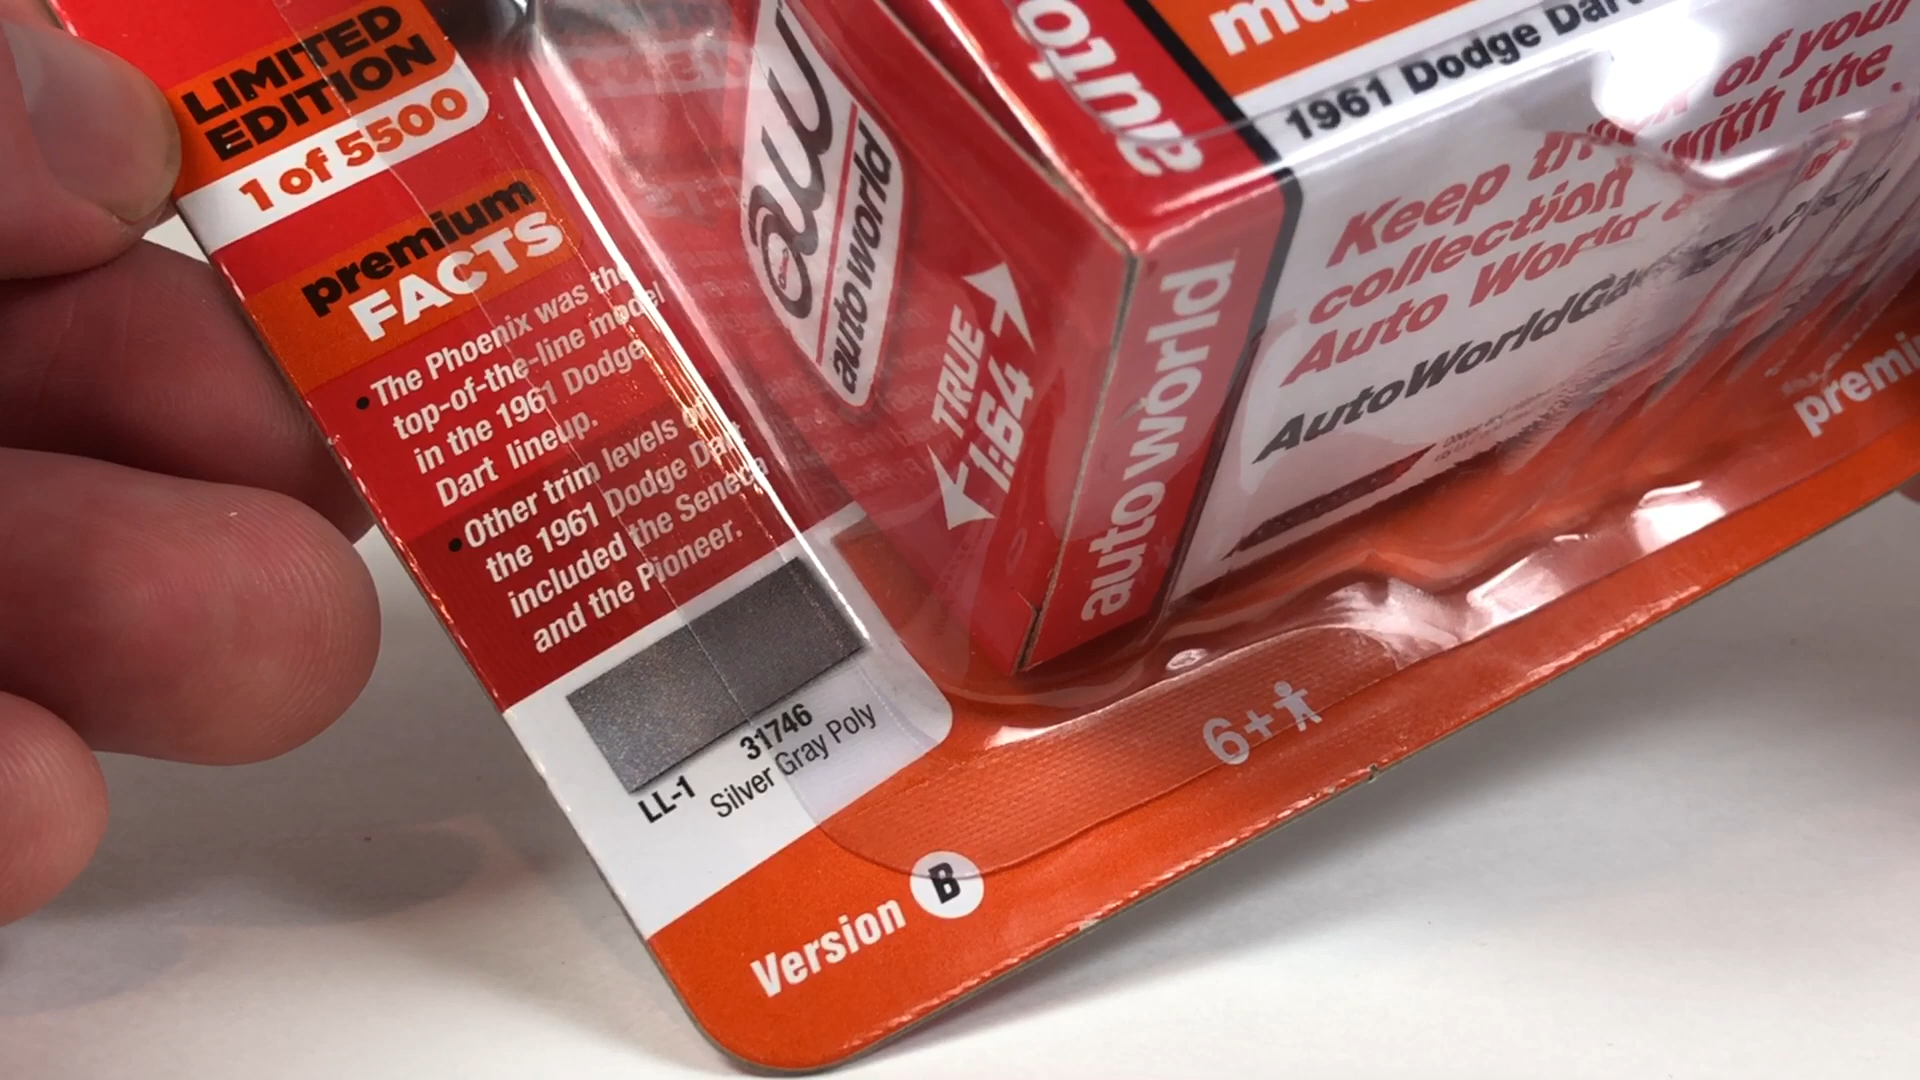 LIMITED
EDITION
1 of 5500
premium
FACTS
• The Phoenix was the
top-of-the-line model
in the 1961 Dodge
Dart lineup.
• Other trim levels of
the 1961 Dodge Dart
included the Seneca
and the Pioneer.
31746
LL-1 Silver Gray Poly
Version B
aw
auto world
TRUE
1:64
auto
auto world
1961 Dodge Dart
Keep track of your
collection with the
Auto World
6+